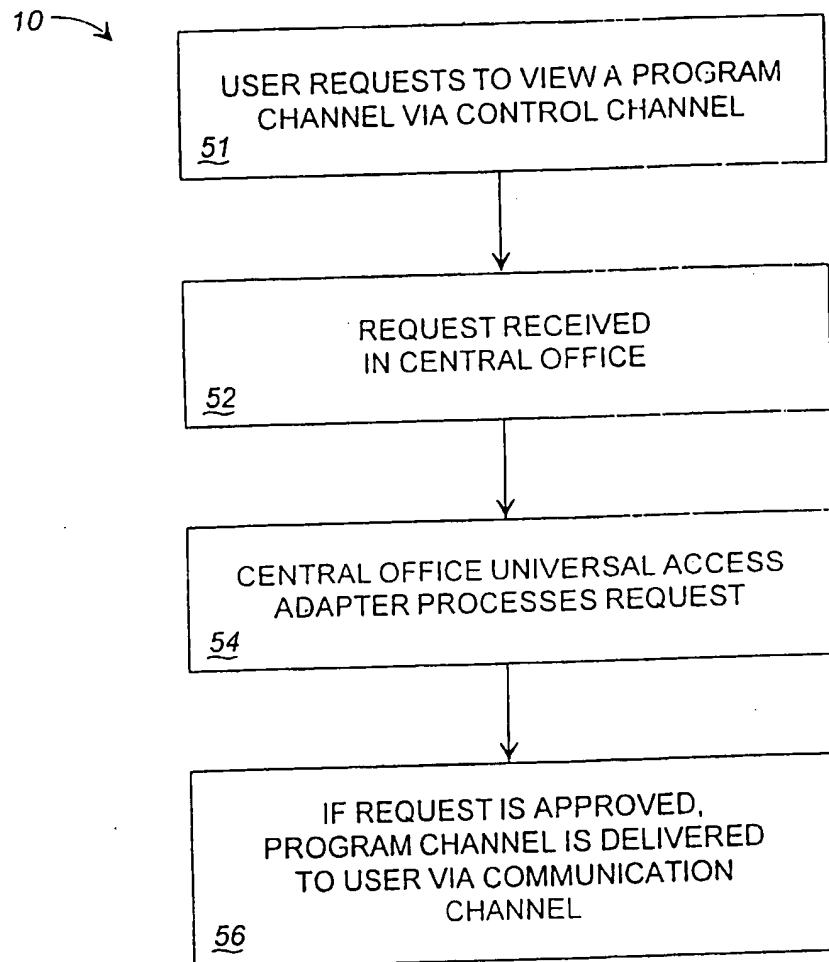 10
USER REQUESTS TO VIEW A PROGRAM
CHANNEL VIA CONTROL CHANNEL
51
REQUEST RECEIVED
IN CENTRAL OFFICE
52
CENTRAL OFFICE UNIVERSAL ACCESS
ADAPTER PROCESSES REQUEST
54
IF REQUEST IS APPROVED,
PROGRAM CHANNEL IS DELIVERED
TO USER VIA COMMUNICATION
CHANNEL
56